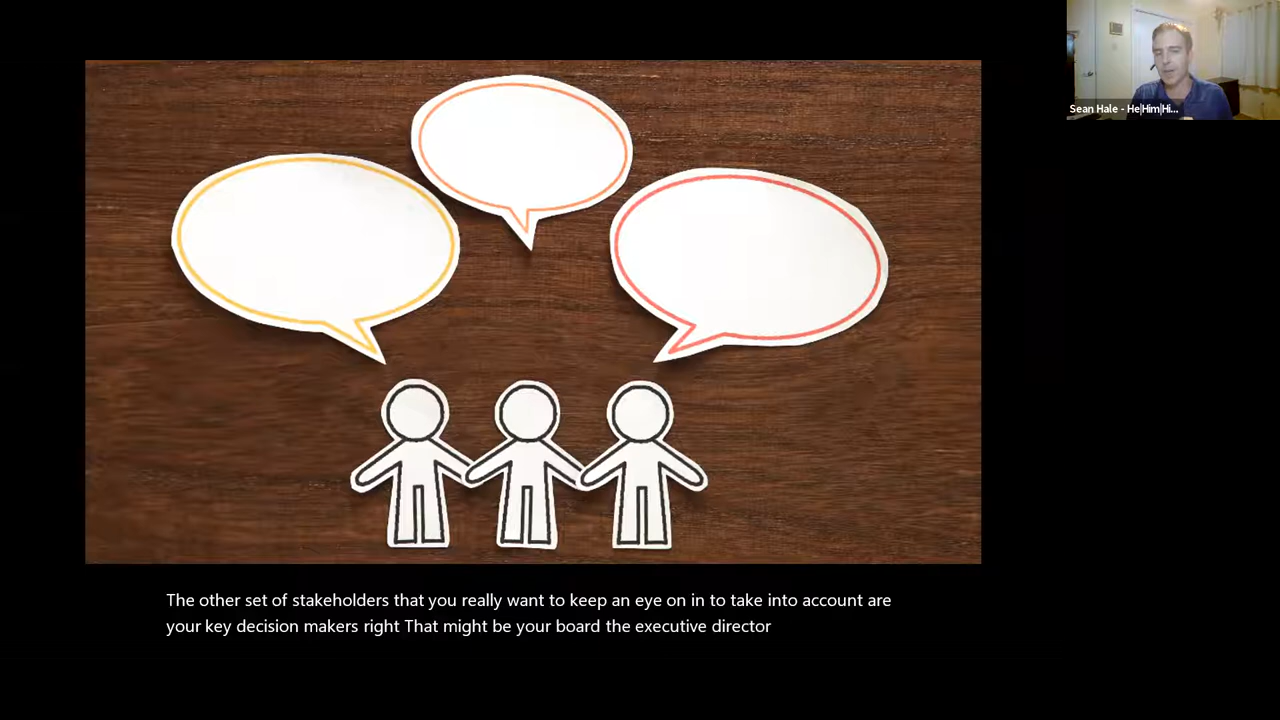 Sean Hale - He|Him|Hi...
The other set of stakeholders that you really want to keep an eye on in to take into account are
your key decision makers right That might be your board the executive director